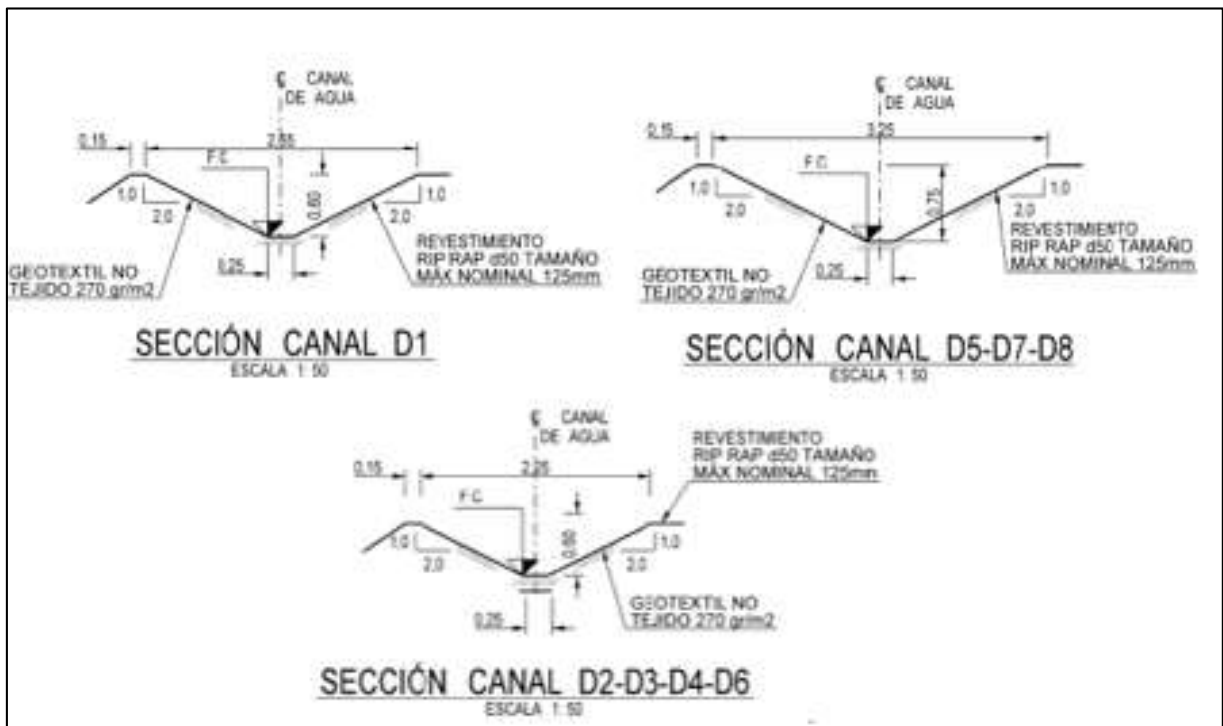 ℄ CANAL
DE AGUA
0,15
2,65
F C
1,0
2,0
0,60
1,0
2,0
0,25
GEOTEXTIL NO
TEJIDO 270 gr/m2
REVESTIMIENTO
RIP RAP d50 TAMAÑO
MÁX NOMINAL 125mm
SECCIÓN CANAL D1
ESCALA 1:50
℄ CANAL
DE AGUA
0,15
3,25
F C
1,0
2,0
0,75
1,0
2,0
0,25
GEOTEXTIL NO
TEJIDO 270 gr/m2
REVESTIMIENTO
RIP RAP d50 TAMAÑO
MÁX NOMINAL 125mm
SECCIÓN CANAL D5-D7-D8
ESCALA 1:50
℄ CANAL
DE AGUA
0,15
2,25
F C
1,0
2,0
1,0
2,0
0,25
REVESTIMIENTO
RIP RAP d50 TAMAÑO
MÁX NOMINAL 125mm
GEOTEXTIL NO
TEJIDO 270 gr/m2
SECCIÓN CANAL D2-D3-D4-D6
ESCALA 1:50